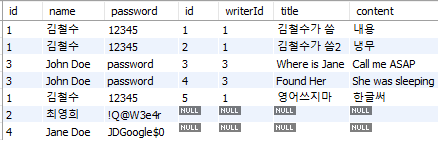 id name password id writerId title content
1 김철수 12345 1 1 김철수가 씀 내용
1 김철수 12345 2 1 김철수가 씀2 냉무
3 John Doe password 3 3 Where is Jane Call me ASAP
3 John Doe password 4 3 Found Her She was sleeping
1 김철수 12345 5 1 영어쓰지마 한글써
2 최영희 !Q@W3e4r NULL NULL NULL NULL
4 Jane Doe JDGoogle$0 NULL NULL NULL NULL